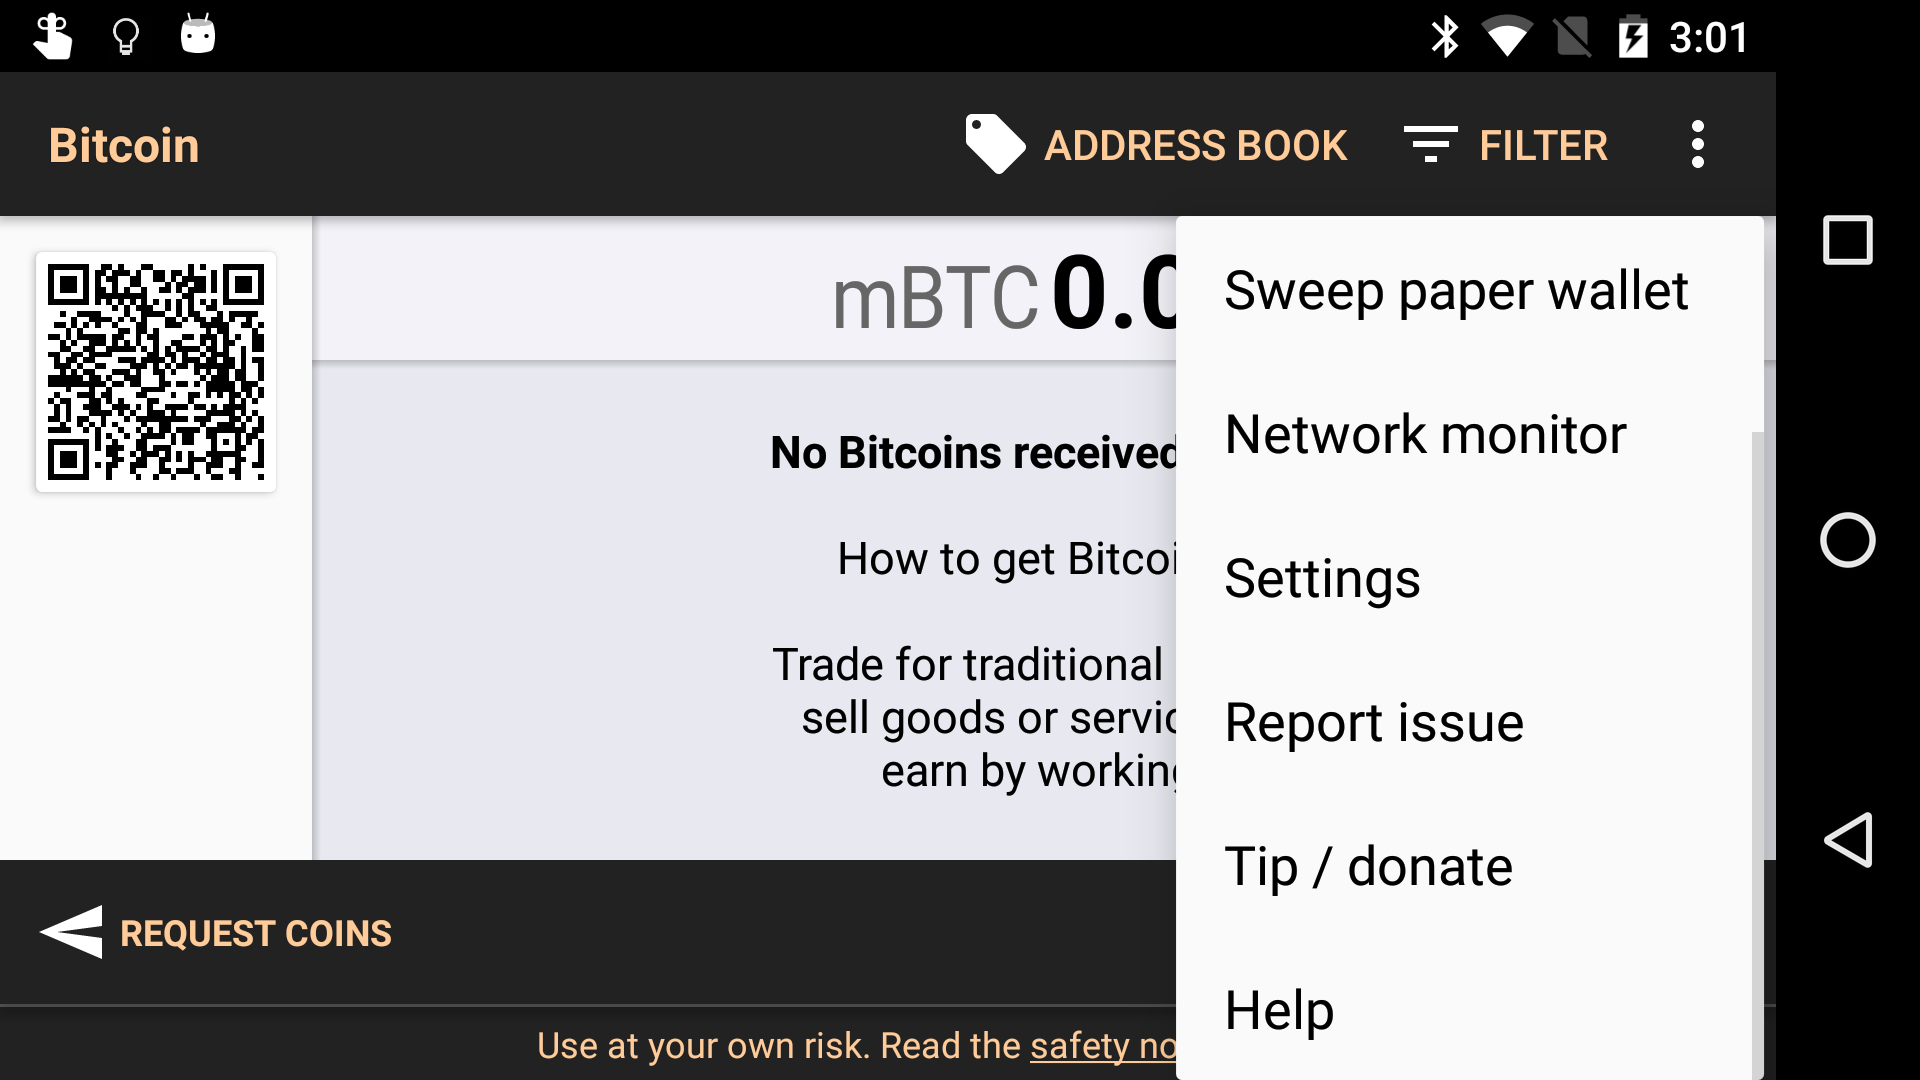 3:01
Bitcoin
ADDRESS BOOK
FILTER
mBTC 0.0
No Bitcoins received
How to get Bitcoi
Trade for traditional
sell goods or servic
earn by working
REQUEST COINS
Use at your own risk. Read the safety no
Sweep paper wallet
Network monitor
Settings
Report issue
Tip / donate
Help